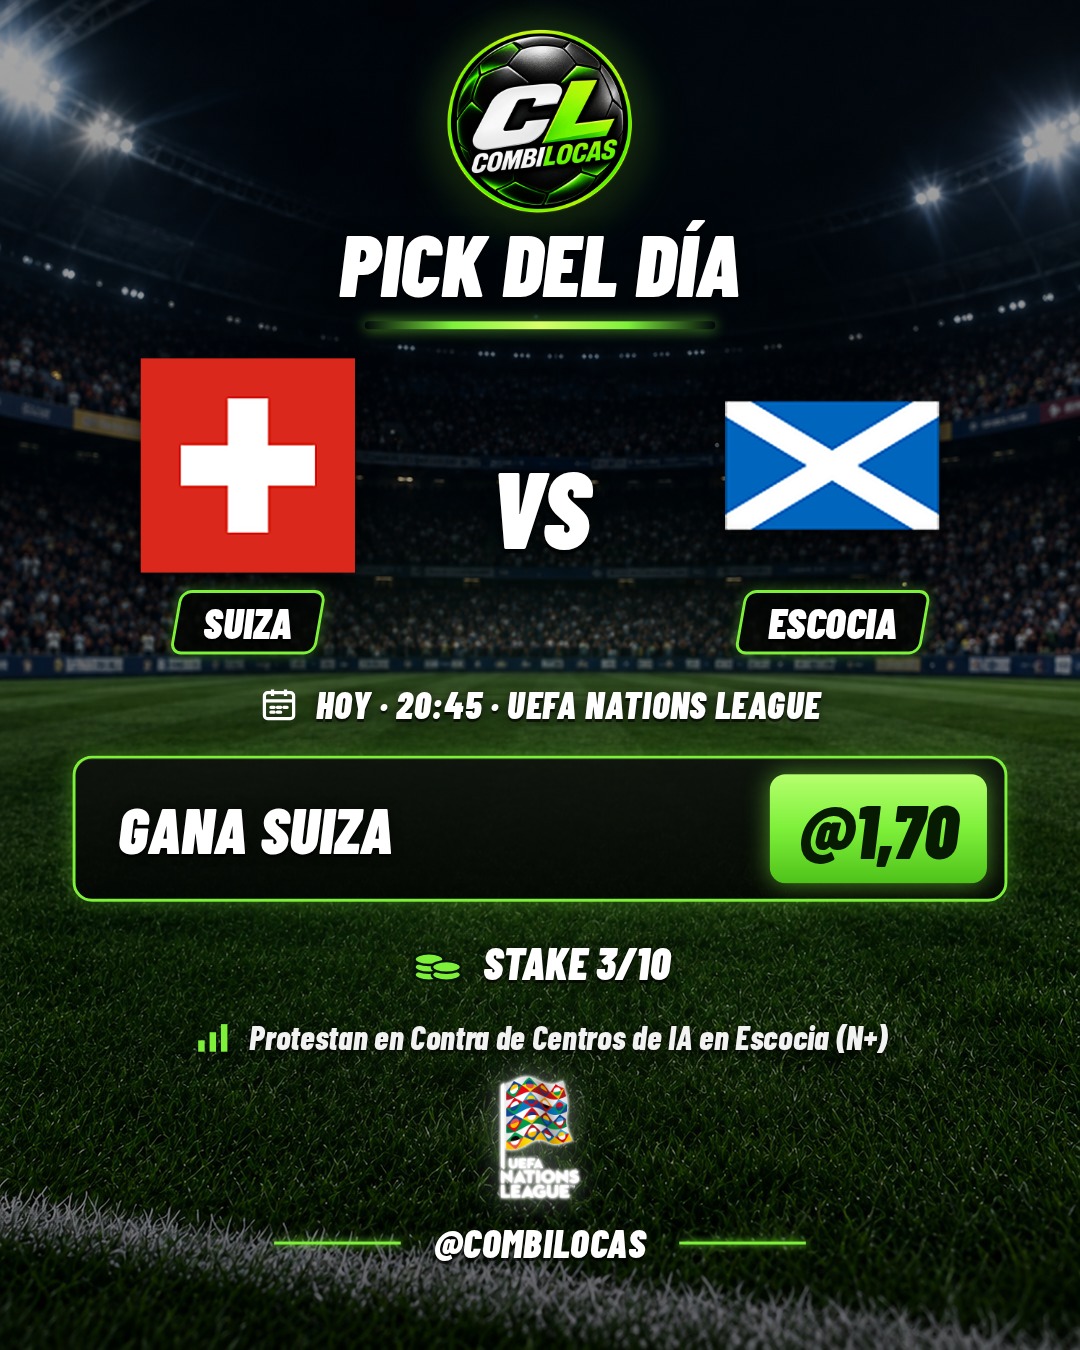 CL
COMBILOCAS
PICK DEL DÍA
VS
SUIZA
ESCOCIA
HOY · 20:45 · UEFA NATIONS LEAGUE
GANA SUIZA
@1,70
STAKE 3/10
Protestan en Contra de Centros de IA en Escocia (N+)
UEFA
NATIONS
LEAGUE
@COMBILOCAS